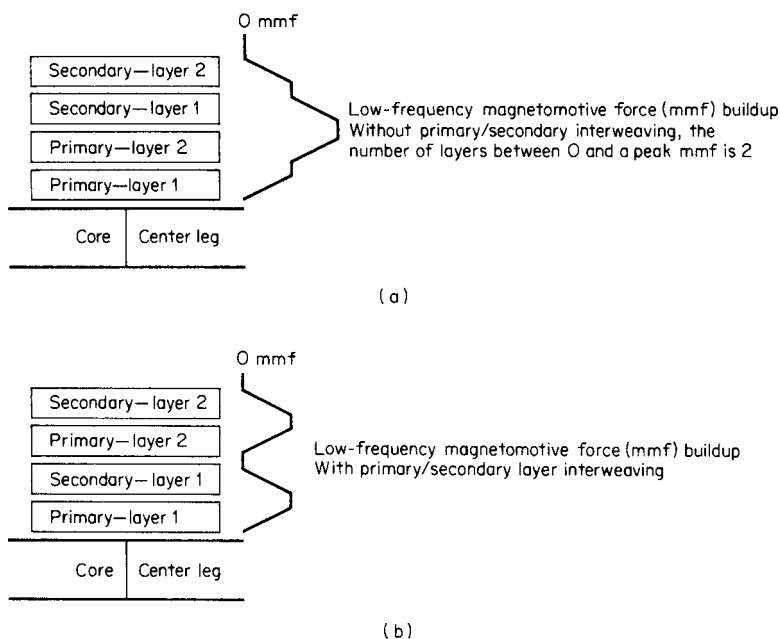 0 mmf
Secondary—layer 2
Secondary—layer 1
Primary—layer 2
Primary—layer 1
Low-frequency magnetomotive force (mmf) buildup
Without primary/secondary interweaving, the
number of layers between 0 and a peak mmf is 2
Core
Center leg
(a)
0 mmf
Secondary—layer 2
Primary—layer 2
Secondary—layer 1
Primary—layer 1
Low-frequency magnetomotive force (mmf) buildup
With primary/secondary layer interweaving
Core
Center leg
(b)